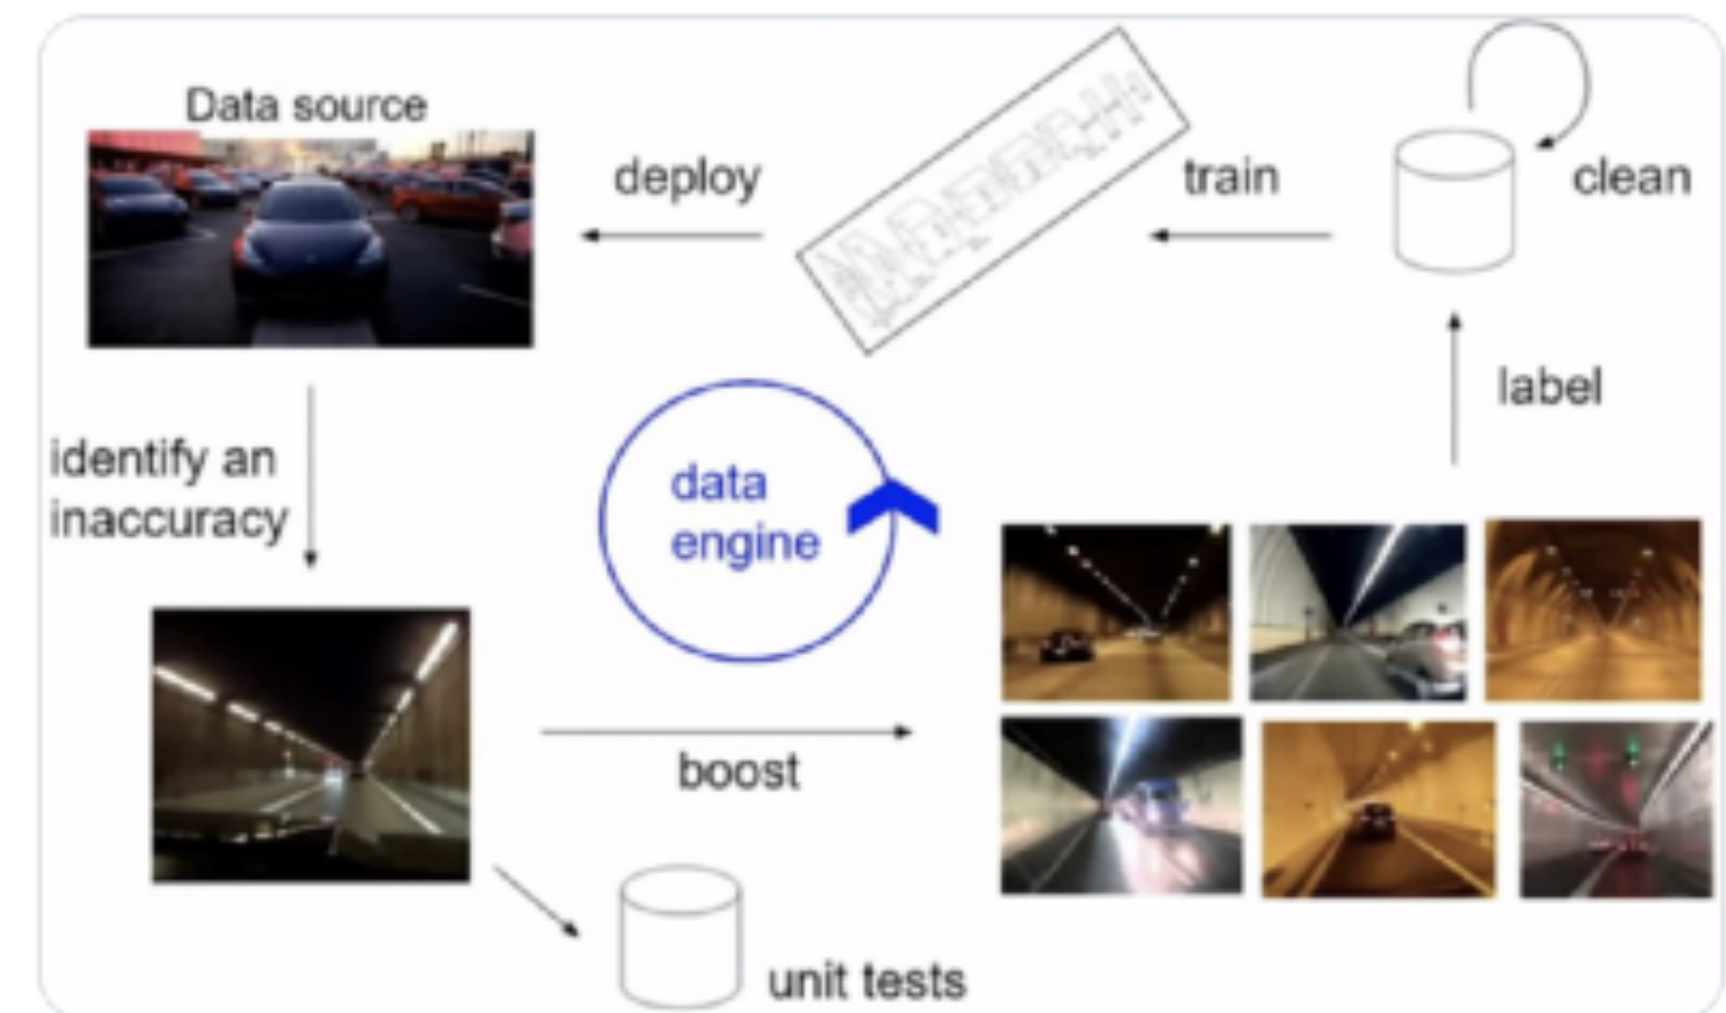 Data source
deploy
train
clean
label
identify an
inaccuracy
data
engine
boost
unit tests